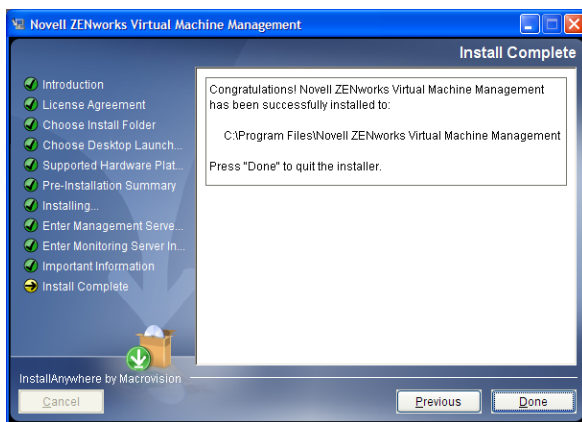 Novell ZENworks Virtual Machine Management
Install Complete
Introduction
License Agreement
Choose Install Folder
Choose Desktop Launch...
Supported Hardware Plat...
Pre-Installation Summary
Installing...
Enter Management Serve...
Enter Monitoring Server In...
Important Information
Install Complete
Congratulations! Novell ZENworks Virtual Machine Management
has been successfully installed to:
C:\Program Files\Novell ZENworks Virtual Machine Management
Press "Done" to quit the installer.
InstallAnywhere by Macrovision
Cancel
Previous
Done